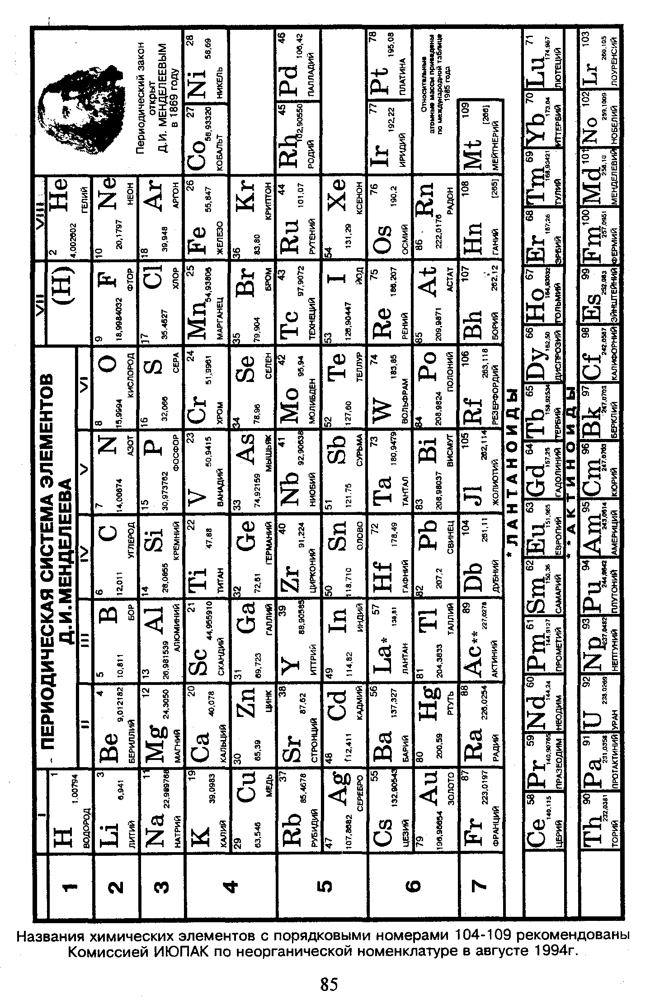 ПЕРИОДИЧЕСКАЯ СИСТЕМА ЭЛЕМЕНТОВ
Д.И.МЕНДЕЛЕЕВА
I II III IV V VI VII VIII
Периодический закон
открыт
Д.И. МЕНДЕЛЕЕВЫМ
в 1869 году
1
H 1 1.00794 ВОДОРОД
(H)
2 He 4,002602 ГЕЛИЙ
2
Li 3 6,941 ЛИТИЙ
Be 4 9,012182 БЕРИЛЛИЙ
5 B 10,811 БОР
6 C 12,011 УГЛЕРОД
7 N 14,00674 АЗОТ
8 O 15,9994 КИСЛОРОД
9 F 18,9984032 ФТОР
10 Ne 20,1797 НЕОН
3
Na 11 22,989768 НАТРИЙ
Mg 12 24,3050 МАГНИЙ
13 Al 26,981539 АЛЮМИНИЙ
14 Si 28,0855 КРЕМНИЙ
15 P 30,973762 ФОСФОР
16 S 32,066 СЕРА
17 Cl 35.4527 ХЛОР
18 Ar 39,948 АРГОН
4
K 19 39,0983 КАЛИЙ
Ca 20 40,078 КАЛЬЦИЙ
Sc 21 44,955910 СКАНДИЙ
Ti 22 47,88 ТИТАН
V 23 50,9415 ВАНАДИЙ
Cr 24 51,9961 ХРОМ
Mn 25 54,93805 МАРГАНЕЦ
Fe 26 55,847 ЖЕЛЕЗО
Co 27 58,93320 КОБАЛЬТ
Ni 28 58,69 НИКЕЛЬ
29 Cu 63,546 МЕДЬ
30 Zn 65,39 ЦИНК
31 Ga 69,723 ГАЛЛИЙ
32 Ge 72,61 ГЕРМАНИЙ
33 As 74,92159 МЫШЬЯК
34 Se 78,96 СЕЛЕН
35 Br 79,904 БРОМ
36 Kr 83,80 КРИПТОН
5
Rb 37 85,4678 РУБИДИЙ
Sr 38 87,62 СТРОНЦИЙ
Y 39 88,90585 ИТТРИЙ
Zr 40 91,224 ЦИРКОНИЙ
Nb 41 92,90638 НИОБИЙ
Mo 42 95,94 МОЛИБДЕН
Tc 43 97,9072 ТЕХНЕЦИЙ
Ru 44 101,07 РУТЕНИЙ
Rh 45 102,90550 РОДИЙ
Pd 46 106,42 ПАЛЛАДИЙ
47 Ag 107,8682 СЕРЕБРО
48 Cd 112,411 КАДМИЙ
49 In 114,82 ИНДИЙ
50 Sn 118,710 ОЛОВО
51 Sb 121.75 СУРЬМА
52 Te 127,60 ТЕЛЛУР
53 I 126,90447 ЙОД
54 Xe 131,29 КСЕНОН
6
Cs 55 132,90543 ЦЕЗИЙ
Ba 56 137,327 БАРИЙ
La* 57 138,91 ЛАНТАН
Hf 72 178,49 ГАФНИЙ
Ta 73 180,9479 ТАНТАЛ
W 74 183,85 ВОЛЬФРАМ
Re 75 186,207 РЕНИЙ
Os 76 190,2 ОСМИЙ
Ir 77 192,22 ИРИДИЙ
Pt 78 195,08 ПЛАТИНА
79 Au 196,96654 ЗОЛОТО
80 Hg 200,59 РТУТЬ
81 Tl 204,3833 ТАЛЛИЙ
82 Pb 207,2 СВИНЕЦ
83 Bi 208,98037 ВИСМУТ
84 Po 208,9824 ПОЛОНИЙ
85 At 209,9871 АСТАТ
86 Rn 222,0176 РАДОН
Относительные
атомные массы приведены
по международной таблице
1985 года
7
Fr 87 223,0197 ФРАНЦИЙ
Ra 88 226,0254 РАДИЙ
Ac** 89 227,0278 АКТИНИЙ
Db 104 261,11 ДУБНИЙ
Jl 105 262,114 ЖОЛИОТИЙ
Rf 106 263,118 РЕЗЕРФОРДИЙ
Bh 107 262,12 БОРИЙ
Hn 108 [265] ГАНИЙ
Mt 109 [266] МЕЙТНЕРИЙ
* ЛАНТАНОИДЫ
Ce 58 140,115 ЦЕРИЙ
Pr 59 140,90765 ПРАЗЕОДИМ
Nd 60 144,24 НЕОДИМ
Pm 61 144,9127 ПРОМЕТИЙ
Sm 62 150,36 САМАРИЙ
Eu 63 151,965 ЕВРОПИЙ
Gd 64 157,25 ГАДОЛИНИЙ
Tb 65 158,92534 ТЕРБИЙ
Dy 66 162,50 ДИСПРОЗИЙ
Ho 67 164,93032 ГОЛЬМИЙ
Er 68 167,26 ЭРБИЙ
Tm 69 168,93421 ТУЛИЙ
Yb 70 173,04 ИТТЕРБИЙ
Lu 71 174,967 ЛЮТЕЦИЙ
** АКТИНОИДЫ
Th 90 232,0381 ТОРИЙ
Pa 91 231,0358 ПРОТАКТИНИЙ
U 92 238,0269 УРАН
Np 93 237,0482 НЕПТУНИЙ
Pu 94 244,0642 ПЛУТОНИЙ
Am 95 243,0614 АМЕРИЦИЙ
Cm 96 247,0703 КЮРИЙ
Bk 97 247,0703 БЕРКЛИЙ
Cf 98 242,0587 КАЛИФОРНИЙ
Es 99 252,083 ЭЙНШТЕЙНИЙ
Fm 100 257,0951 ФЕРМИЙ
Md 101 258,10 МЕНДЕЛЕВИЙ
No 102 259,1009 НОБЕЛИЙ
Lr 103 260,105 ЛОУРЕНСИЙ
Названия химических элементов с порядковыми номерами 104-109 рекомендованы
Комиссией ИЮПАК по неорганической номенклатуре в августе 1994г.
85